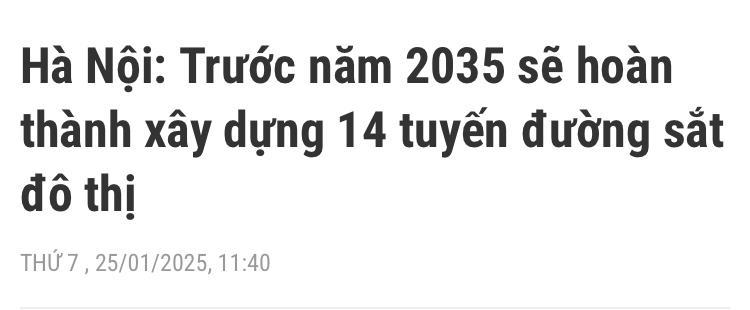 Hà Nội: Trước năm 2035 sẽ hoàn
thành xây dựng 14 tuyến đường sắt
đô thị
THỨ 7 , 25/01/2025, 11:40